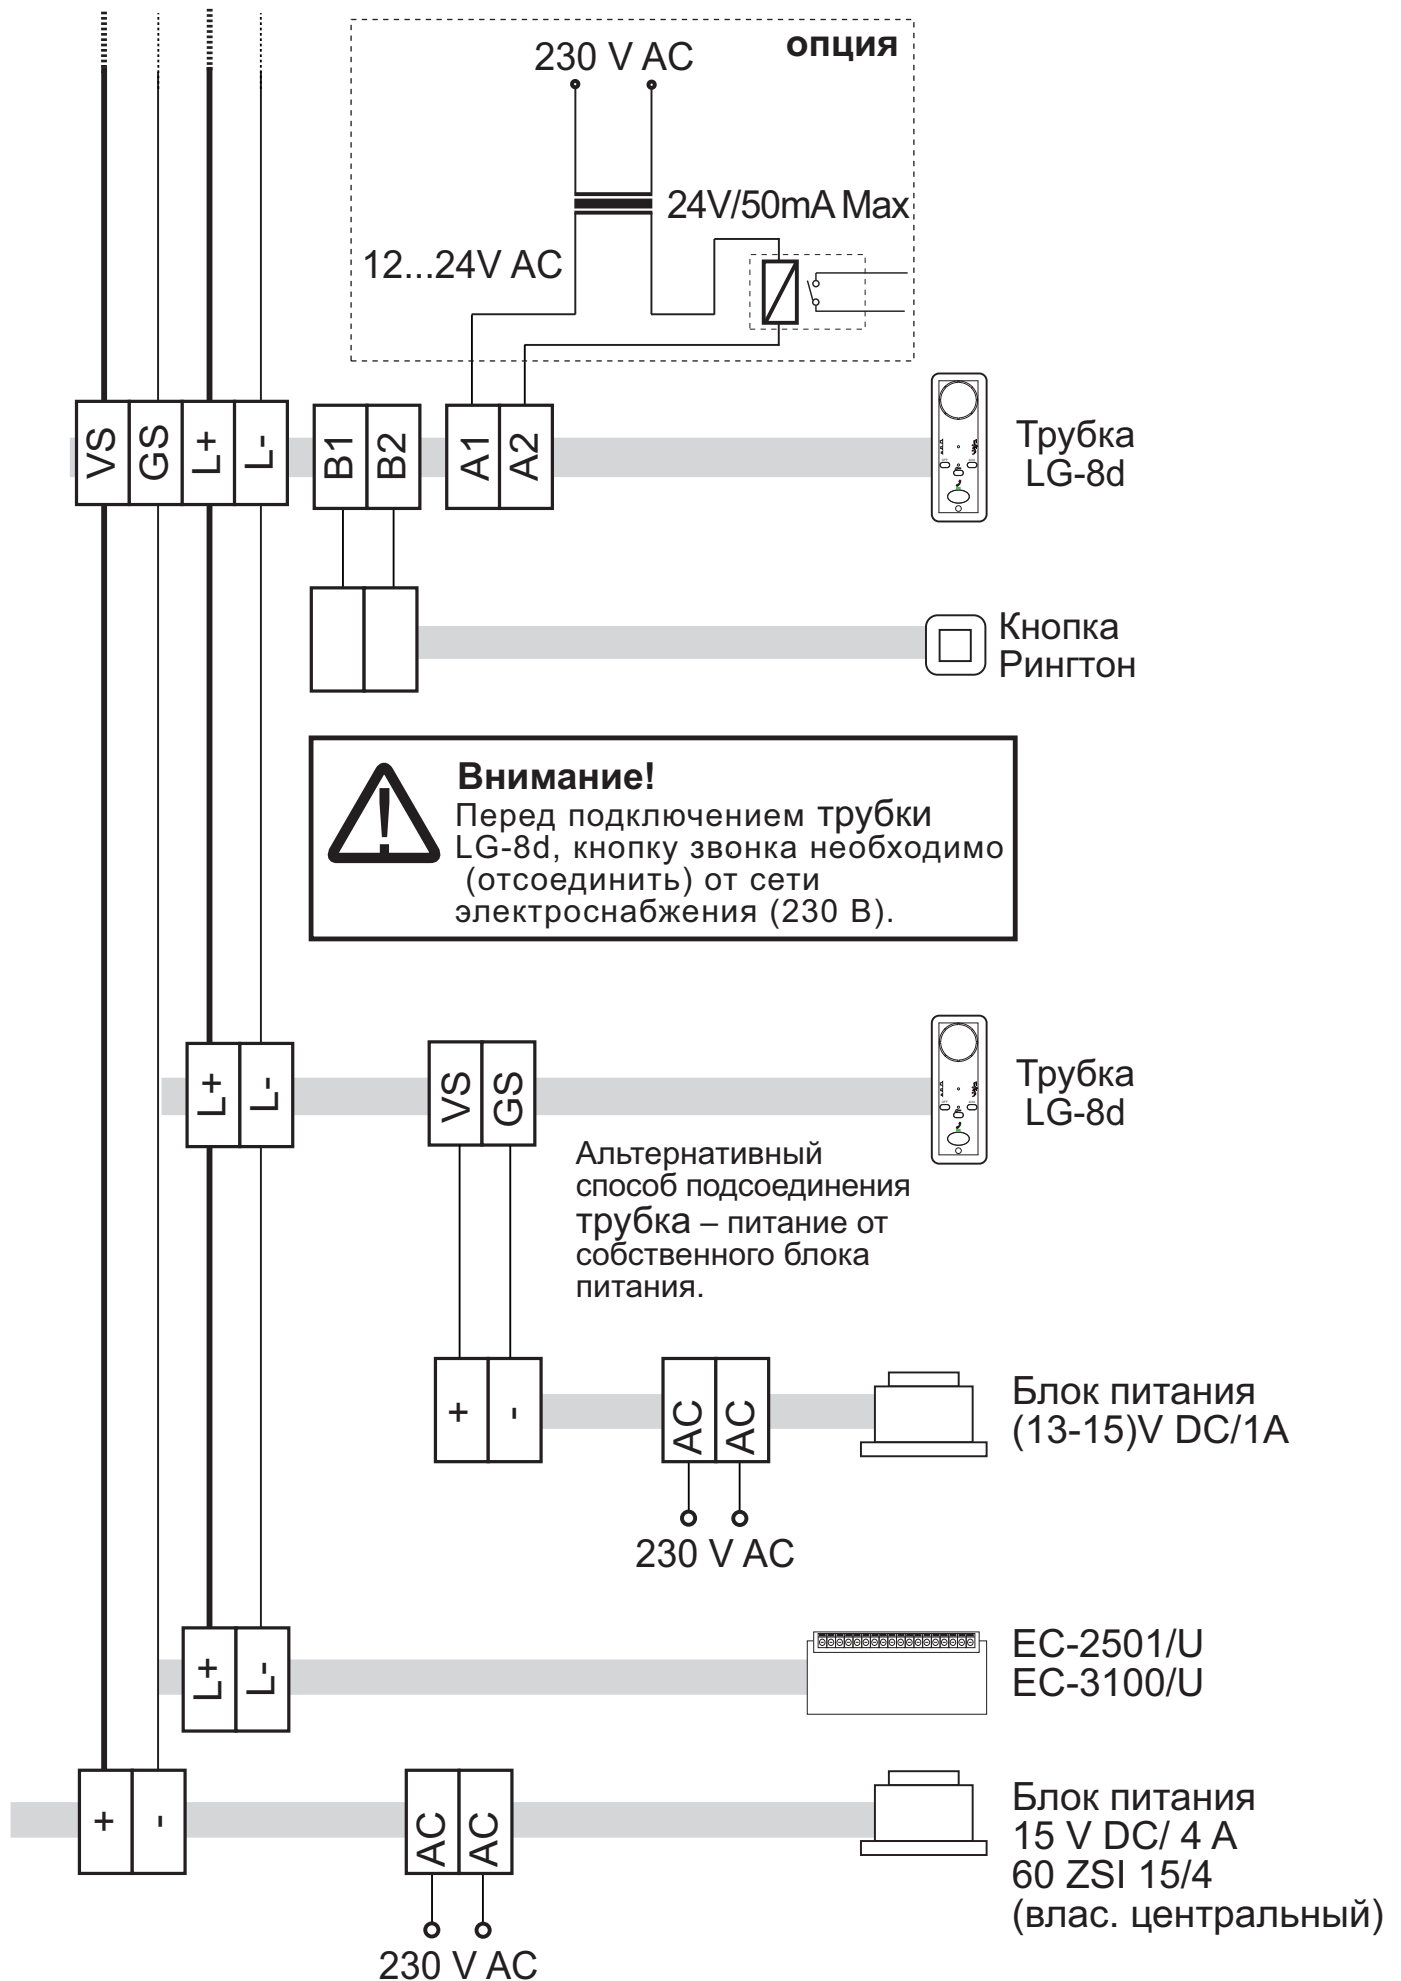 опция
230 V AC
24V/50mA Max
12...24V AC
VS GS L+ L- B1 B2 A1 A2
Трубка
LG-8d
Кнопка
Рингтон
Внимание!
Перед подключением трубки
LG-8d, кнопку звонка необходимо
(отсоединить) от сети
электроснабжения (230 В).
L+ L- VS GS
Трубка
LG-8d
Альтернативный
способ подсоединения
трубка – питание от
собственного блока
питания.
+ - AC AC
Блок питания
(13-15)V DC/1A
230 V AC
L+ L-
EC-2501/U
EC-3100/U
+ - AC AC
Блок питания
15 V DC/ 4 A
60 ZSI 15/4
(влас. центральный)
230 V AC